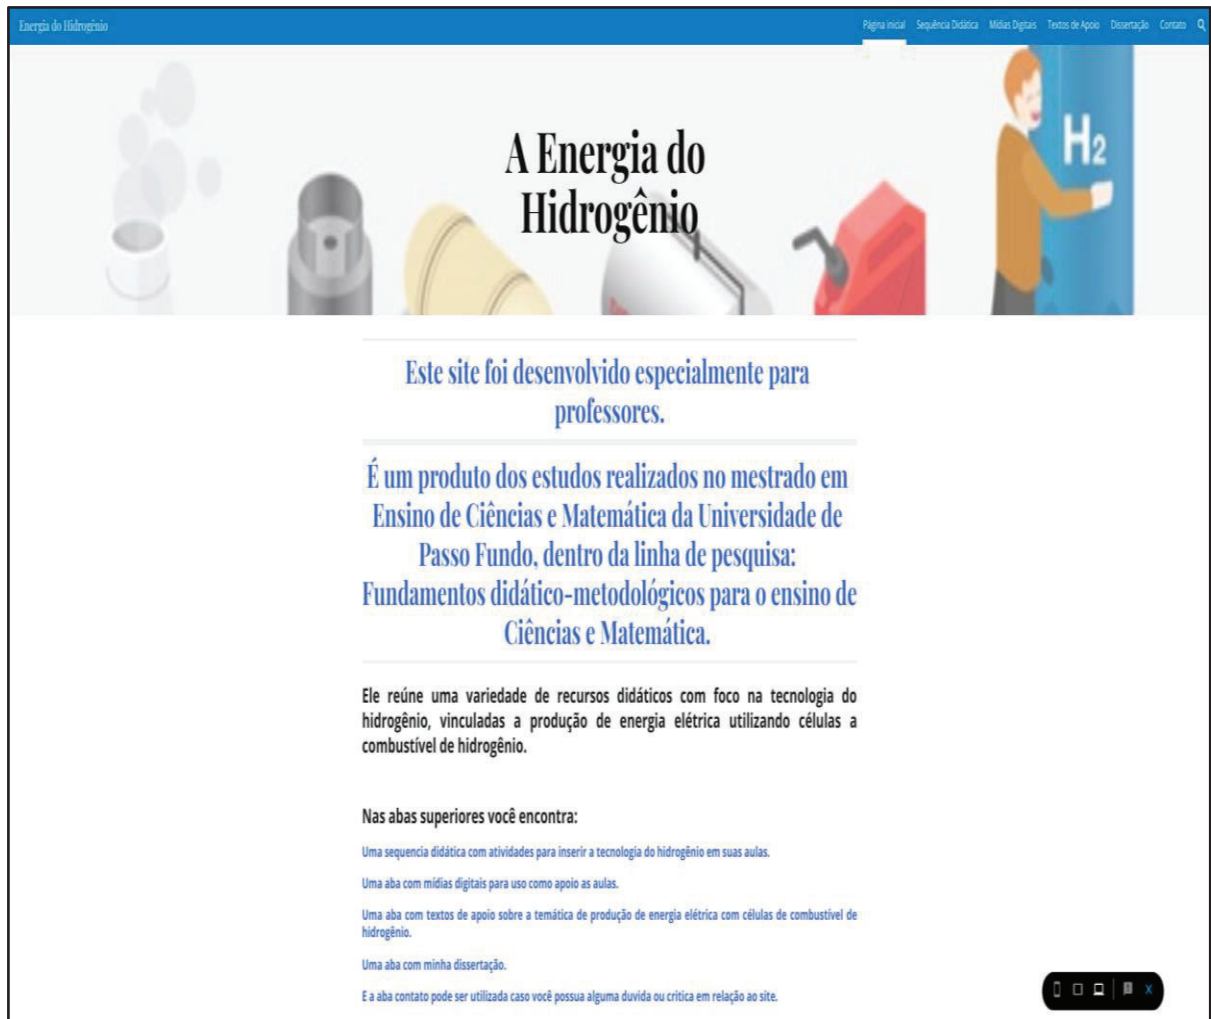 Energia do Hidrogênio
Página inicial Sequência Didática Mídias Digitais Textos de Apoio Dissertação Contato
A Energia do
Hidrogênio
H2
Este site foi desenvolvido especialmente para
professores.
É um produto dos estudos realizados no mestrado em
Ensino de Ciências e Matemática da Universidade de
Passo Fundo, dentro da linha de pesquisa:
Fundamentos didático-metodológicos para o ensino de
Ciências e Matemática.
Ele reúne uma variedade de recursos didáticos com foco na tecnologia do
hidrogênio, vinculadas a produção de energia elétrica utilizando células a
combustível de hidrogênio.
Nas abas superiores você encontra:
Uma sequencia didática com atividades para inserir a tecnologia do hidrogênio em suas aulas.
Uma aba com mídias digitais para uso como apoio as aulas.
Uma aba com textos de apoio sobre a temática de produção de energia elétrica com células de combustível de
hidrogênio.
Uma aba com minha dissertação.
E a aba contato pode ser utilizada caso você possua alguma duvida ou critica em relação ao site.